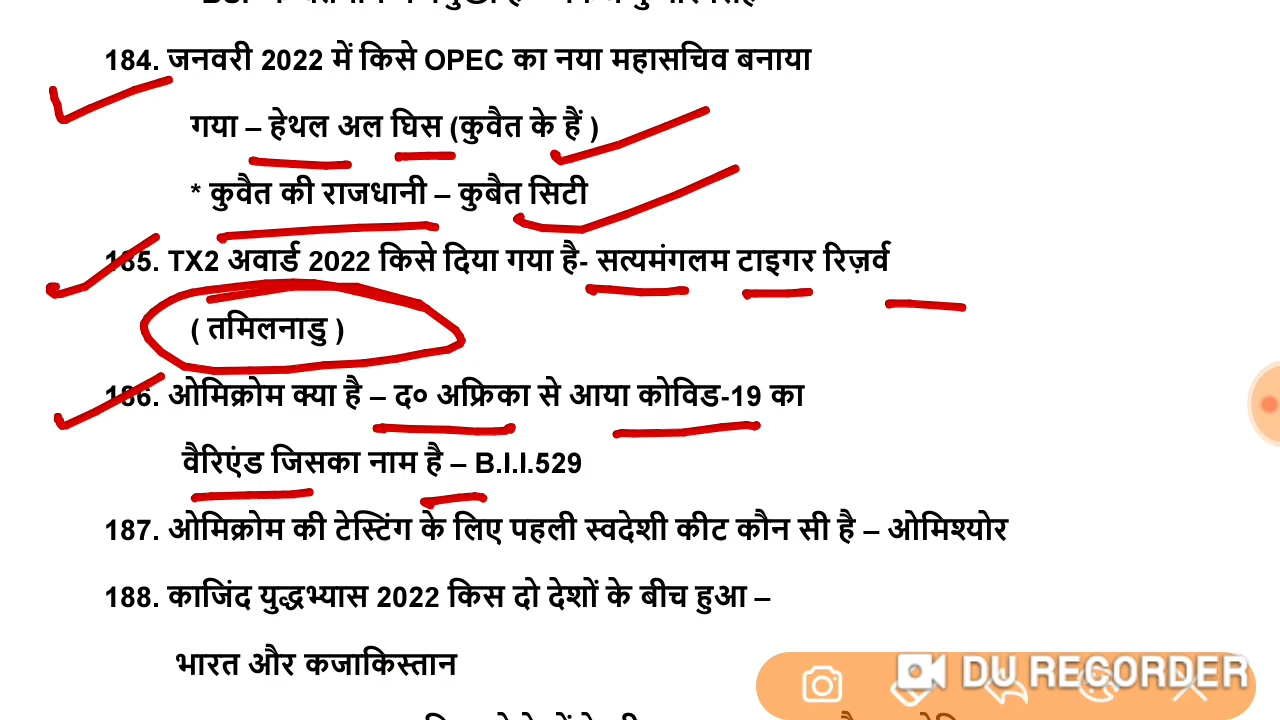 184. जनवरी 2022 में किसे OPEC का नया महासचिव बनाया
गया – हेथल अल घिस (कुवैत के हैं )
* कुवैत की राजधानी – कुबैत सिटी
185. TX2 अवार्ड 2022 किसे दिया गया है- सत्यमंगलम टाइगर रिज़र्व
( तमिलनाडु )
186. ओमिक्रोम क्या है – द० अफ्रिका से आया कोविड-19 का
वैरिएंड जिसका नाम है – B.I.I.529
187. ओमिक्रोम की टेस्टिंग के लिए पहली स्वदेशी कीट कौन सी है – ओमिश्योर
188. काजिंद युद्धभ्यास 2022 किस दो देशों के बीच हुआ –
भारत और कजाकिस्तान
DU RECORDER